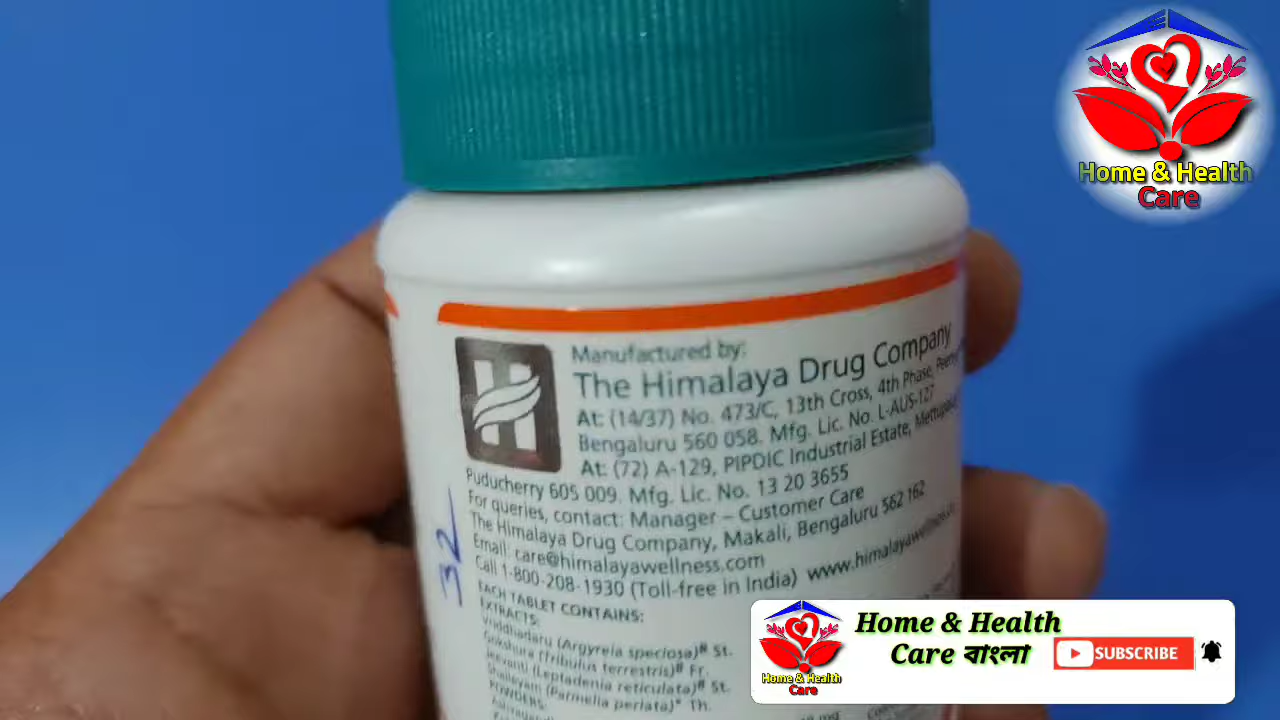 Home & Health
Care
Manufactured by:
The Himalaya Drug Company
At: (14/37) No. 473/C, 13th Cross, 4th Phase,
Bengaluru 560 058. Mfg. Lic. No. L-AUS-127
At: (72) A-129, PIPDIC Industrial Estate,
Puducherry 605 009. Mfg. Lic. No. 13 20 3655
For queries, contact: Manager – Customer Care
The Himalaya Drug Company, Makali, Bengaluru 562 162
Email: care@himalayawellness.com
Call 1-800-208-1930 (Toll-free in India) www.himalayawellness.in
EACH TABLET CONTAINS:
EXTRACTS:
Vriddhadaru (Argyreia speciosa)# St.
Gokshura (Tribulus terrestris)# Fr.
Jeevanti (Leptadenia reticulata)# St.
Shaileyam (Parmelia perlata)* Th.
POWDERS:
32
Home & Health
Care বাংলা
SUBSCRIBE
Home & Health
Care